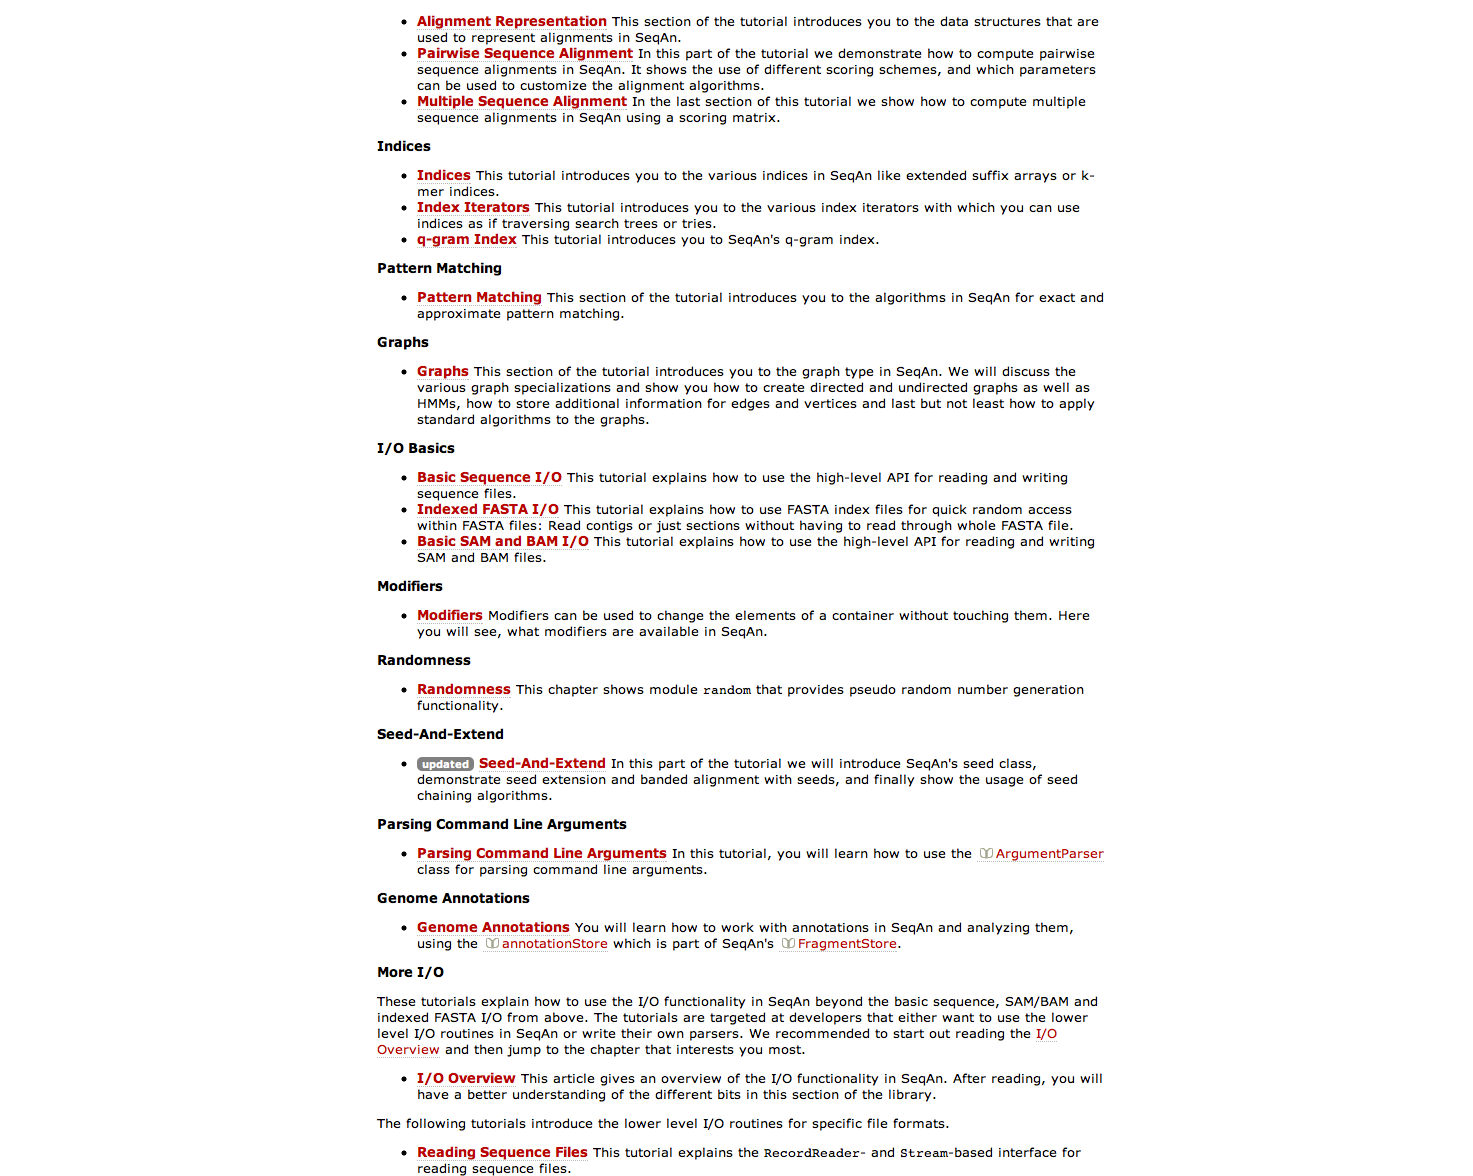 Alignment Representation This section of the tutorial introduces you to the data structures that are
used to represent alignments in SeqAn.
Pairwise Sequence Alignment In this part of the tutorial we demonstrate how to compute pairwise
sequence alignments in SeqAn. It shows the use of different scoring schemes, and which parameters
can be used to customize the alignment algorithms.
Multiple Sequence Alignment In the last section of this tutorial we show how to compute multiple
sequence alignments in SeqAn using a scoring matrix.
Indices
Indices This tutorial introduces you to the various indices in SeqAn like extended suffix arrays or k-
mer indices.
Index Iterators This tutorial introduces you to the various index iterators with which you can use
indices as if traversing search trees or tries.
q-gram Index This tutorial introduces you to SeqAn's q-gram index.
Pattern Matching
Pattern Matching This section of the tutorial introduces you to the algorithms in SeqAn for exact and
approximate pattern matching.
Graphs
Graphs This section of the tutorial introduces you to the graph type in SeqAn. We will discuss the
various graph specializations and show you how to create directed and undirected graphs as well as
HMMs, how to store additional information for edges and vertices and last but not least how to apply
standard algorithms to the graphs.
I/O Basics
Basic Sequence I/O This tutorial explains how to use the high-level API for reading and writing
sequence files.
Indexed FASTA I/O This tutorial explains how to use FASTA index files for quick random access
within FASTA files: Read contigs or just sections without having to read through whole FASTA file.
Basic SAM and BAM I/O This tutorial explains how to use the high-level API for reading and writing
SAM and BAM files.
Modifiers
Modifiers Modifiers can be used to change the elements of a container without touching them. Here
you will see, what modifiers are available in SeqAn.
Randomness
Randomness This chapter shows module random that provides pseudo random number generation
functionality.
Seed-And-Extend
updated Seed-And-Extend In this part of the tutorial we will introduce SeqAn's seed class,
demonstrate seed extension and banded alignment with seeds, and finally show the usage of seed
chaining algorithms.
Parsing Command Line Arguments
Parsing Command Line Arguments In this tutorial, you will learn how to use the ArgumentParser
class for parsing command line arguments.
Genome Annotations
Genome Annotations You will learn how to work with annotations in SeqAn and analyzing them,
using the annotationStore which is part of SeqAn's FragmentStore.
More I/O
These tutorials explain how to use the I/O functionality in SeqAn beyond the basic sequence, SAM/BAM and
indexed FASTA I/O from above. The tutorials are targeted at developers that either want to use the lower
level I/O routines in SeqAn or write their own parsers. We recommended to start out reading the I/O
Overview and then jump to the chapter that interests you most.
I/O Overview This article gives an overview of the I/O functionality in SeqAn. After reading, you will
have a better understanding of the different bits in this section of the library.
The following tutorials introduce the lower level I/O routines for specific file formats.
Reading Sequence Files This tutorial explains the RecordReader- and Stream-based interface for
reading sequence files.